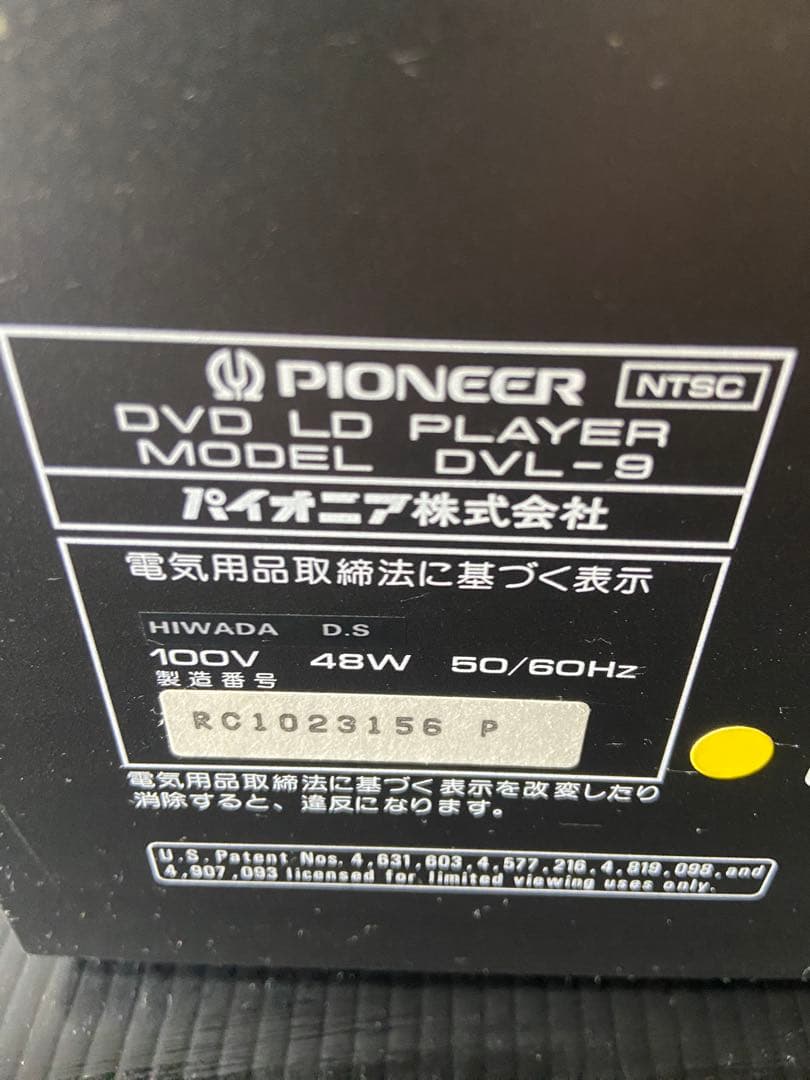 PIONEER NTSC
DVD LD PLAYER
MODEL DVL-9
パイオニア株式会社
電気用品取締法に基づく表示
HIWADA D.S
100V 48W 50/60Hz
製造番号
RC1023156 P
電気用品取締法に基づく表示を改変したり
消除すると、違反になります。
U.S. Patent Nos. 4,631,603,4,577,216,4,819,098,and
4,907,093 licensed for limited viewing uses only.